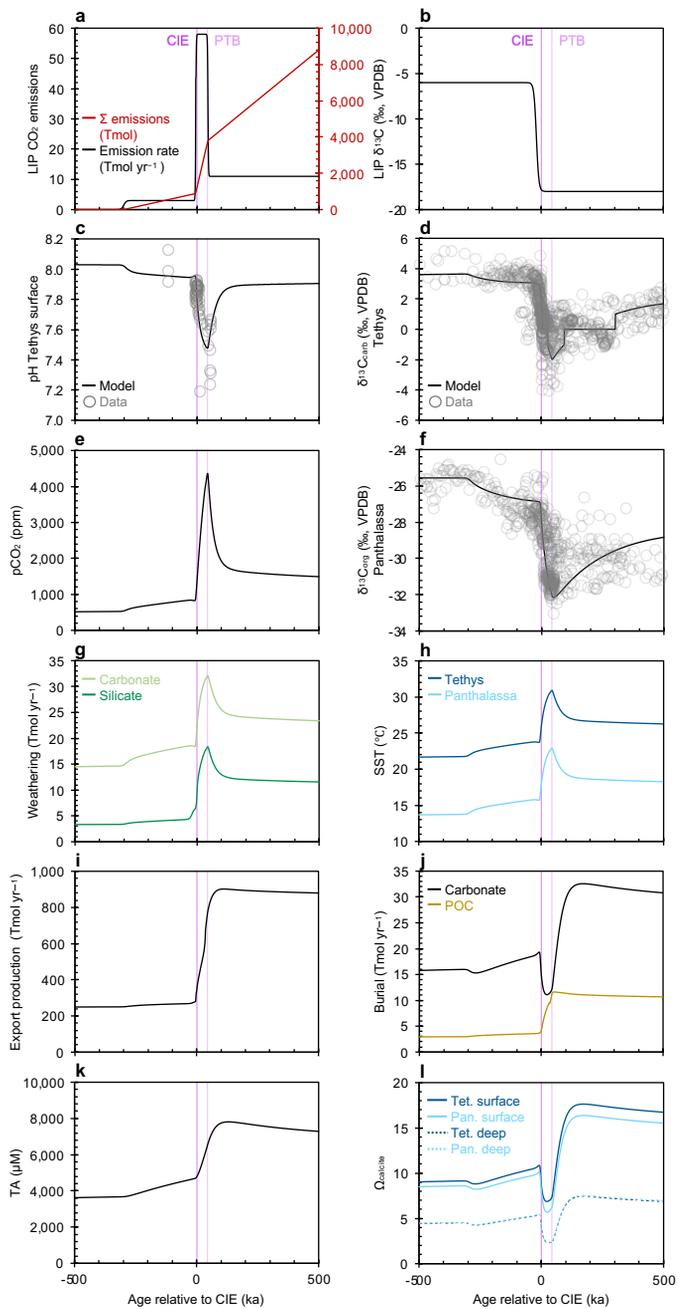 a
CIE PTB
LIP CO₂ emissions
60
50
40
30
20
10
0
10,000
8,000
6,000
4,000
2,000
0
Σ emissions
(Tmol)
Emission rate
(Tmol yr⁻¹ )
b
CIE PTB
LIP δ¹³C (‰, VPDB)
0
-5
-10
-15
-20
c
pH Tethys surface
8.2
8.0
7.8
7.6
7.4
7.2
7.0
Model
Data
d
δ¹³Ccarb (‰, VPDB)
Tethys
6
4
2
0
-2
-4
-6
Model
Data
e
pCO₂ (ppm)
5,000
4,000
3,000
2,000
1,000
0
f
δ¹³Corg (‰, VPDB)
Panthalassa
-24
-26
-28
-30
-32
-34
g
Weathering (Tmol yr⁻¹)
35
30
25
20
15
10
5
0
Carbonate
Silicate
h
SST (°C)
35
30
25
20
15
10
Tethys
Panthalassa
i
Export production (Tmol yr⁻¹)
1,000
800
600
400
200
0
j
Burial (Tmol yr⁻¹)
35
30
25
20
15
10
5
0
Carbonate
POC
k
TA (μM)
10,000
8,000
6,000
4,000
2,000
0
-500 0 500
Age relative to CIE (ka)
l
Ωcalcite
20
15
10
5
0
Tet. surface
Pan. surface
Tet. deep
Pan. deep
-500 0 500
Age relative to CIE (ka)